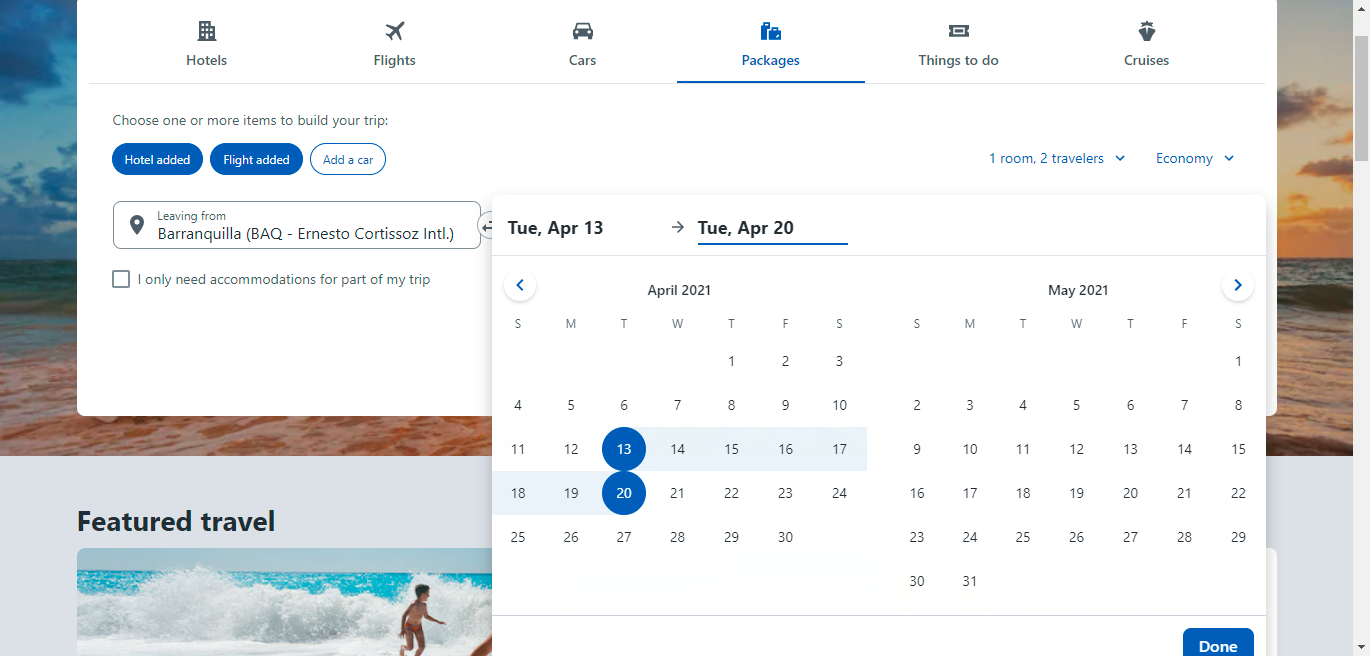 Hotels
Flights
Cars
Packages
Things to do
Cruises
Choose one or more items to build your trip:
Hotel added
Flight added
Add a car
1 room, 2 travelers
Economy
Leaving from
Barranquilla (BAQ - Ernesto Cortissoz Intl.)
I only need accommodations for part of my trip
Tue, Apr 13
Tue, Apr 20
April 2021
S M T W T F S
1 2 3
4 5 6 7 8 9 10
11 12 13 14 15 16 17
18 19 20 21 22 23 24
25 26 27 28 29 30
May 2021
S M T W T F S
1
2 3 4 5 6 7 8
9 10 11 12 13 14 15
16 17 18 19 20 21 22
23 24 25 26 27 28 29
30 31
Done
Featured travel